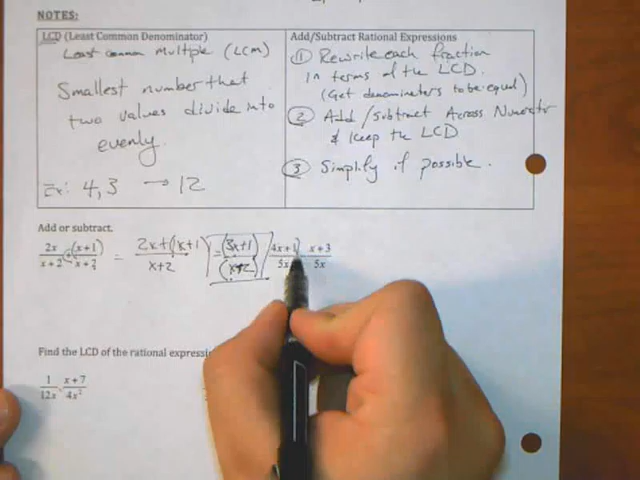 NOTES:
LCD (Least Common Denominator)
Least common multiple (LCM)
Smallest number that
two values divide into
evenly.
Ex: 4, 3 → 12
Add/Subtract Rational Expressions
① Rewrite each fraction
in terms of the LCD.
(Get denominators to be equal)
② Add/Subtract Across Numerator
& keep the LCD
③ Simplify if possible.
Add or subtract.
2x/x+2 + (x+1)/x+2 = 2x+(x+1)/x+2 = (3x+1)/(x+2)
4x+1/5x x+3/5x
Find the LCD of the rational
1/12x, x+7/4x²